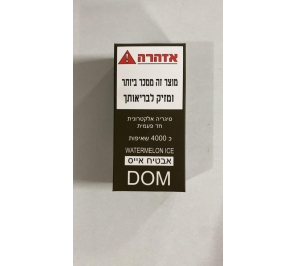 אזהרה
מוצר זה ממכר ביותר
ומזיק לבריאותך
סיגריה אלקטרונית
חד פעמית
כ 4000 שאיפות
WATERMELON ICE
אבטיח אייס
DOM